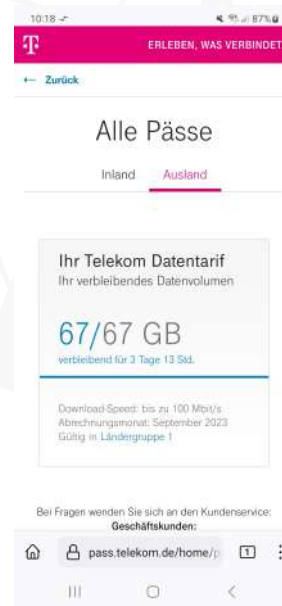 10:18
87%
T
ERLEBEN, WAS VERBINDET
← Zurück
Alle Pässe
Inland Ausland
Ihr Telekom Datentarif
Ihr verbleibendes Datenvolumen
67/67 GB
verbleibend für 3 Tage 13 Std.
Download-Speed: bis zu 100 Mbit/s
Abrechnungsmonat: September 2023
Gültig in Ländergruppe 1
Bei Fragen wenden Sie sich an den Kundenservice:
Geschäftskunden:
pass.telekom.de/home/p
1